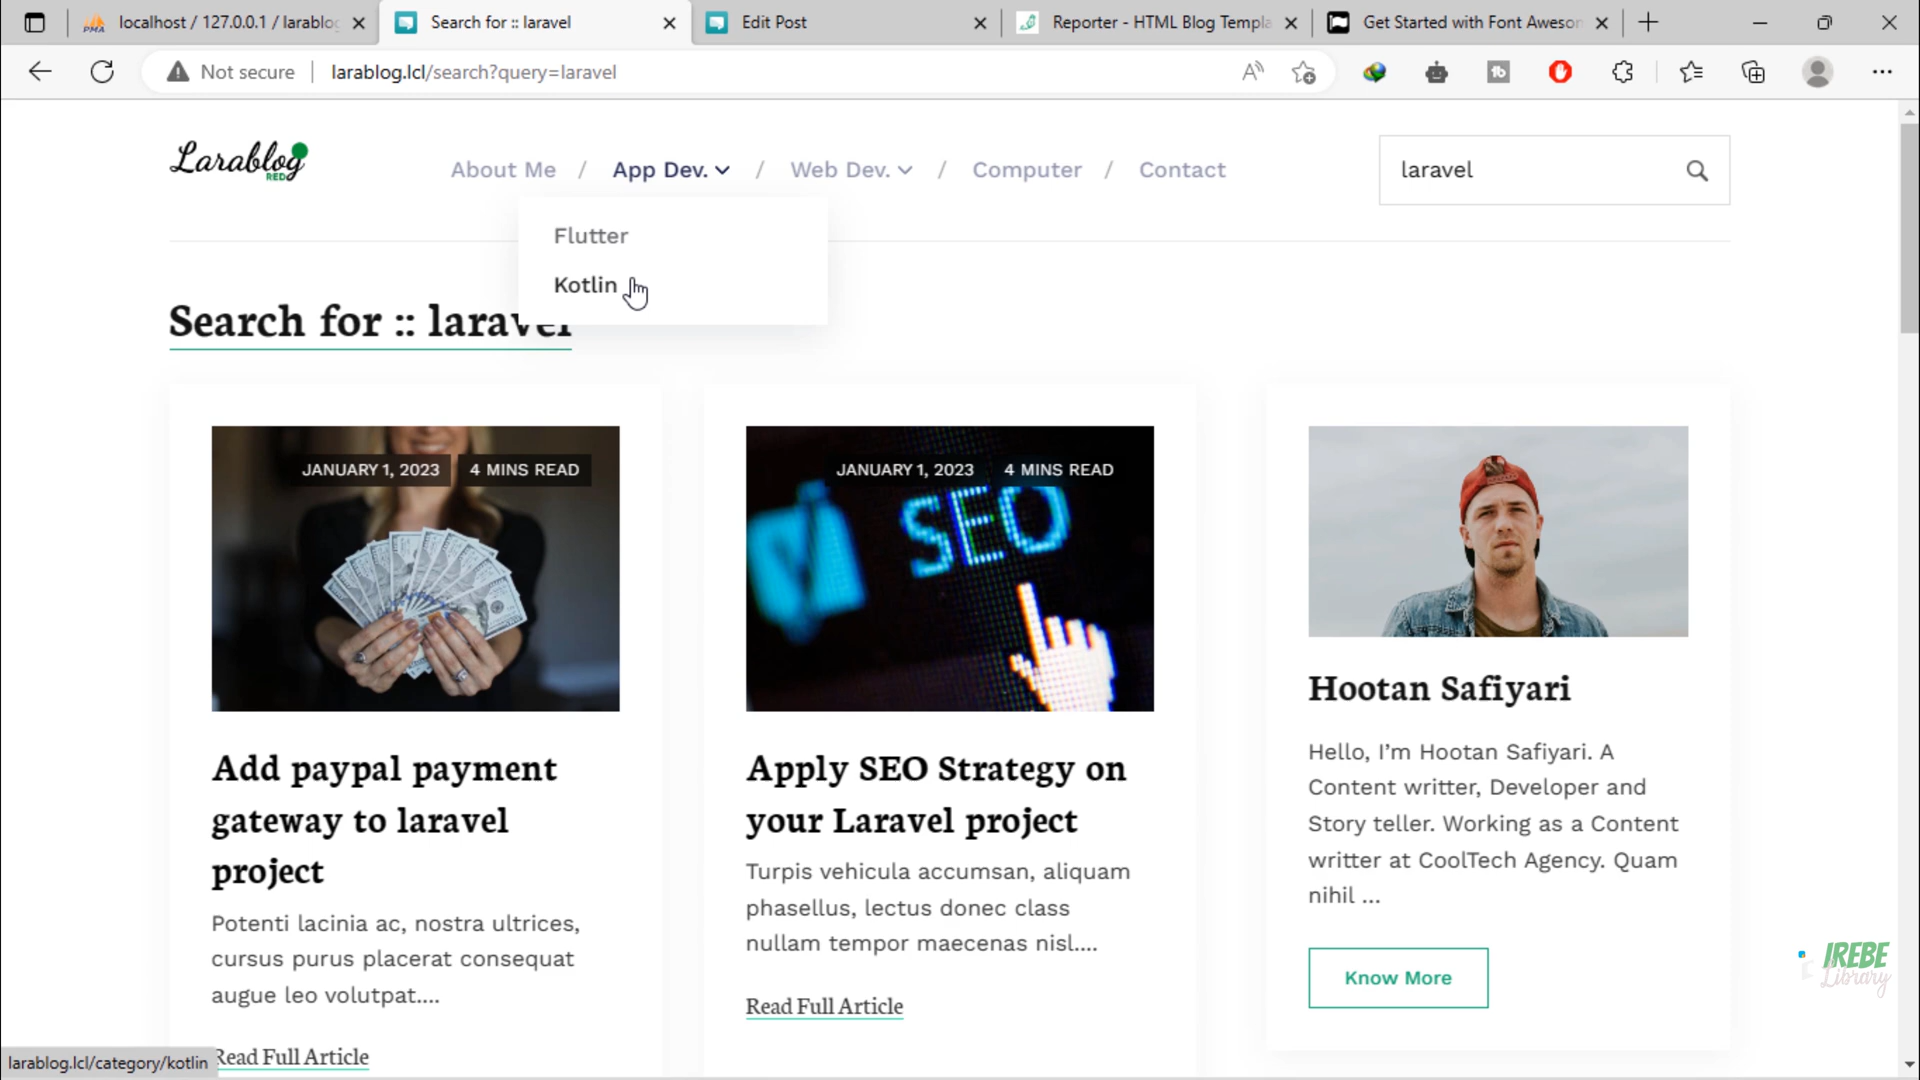 localhost / 127.0.0.1 / larablog
Search for :: laravel
Edit Post
Reporter - HTML Blog Templa
Get Started with Font Awesom
Not secure
larablog.lcl/search?query=laravel
Larablog
RED
About Me / App Dev. / Web Dev. / Computer / Contact
laravel
Flutter
Kotlin
Search for :: laravel
JANUARY 1, 2023 4 MINS READ
Add paypal payment
gateway to laravel
project
Potenti lacinia ac, nostra ultrices,
cursus purus placerat consequat
augue leo volutpat....
Read Full Article
JANUARY 1, 2023 4 MINS READ
SEO
Apply SEO Strategy on
your Laravel project
Turpis vehicula accumsan, aliquam
phasellus, lectus donec class
nullam tempor maecenas nisl....
Read Full Article
Hootan Safiyari
Hello, I’m Hootan Safiyari. A
Content writter, Developer and
Story teller. Working as a Content
writter at CoolTech Agency. Quam
nihil ...
Know More
IREBE
Library
larablog.lcl/category/kotlin